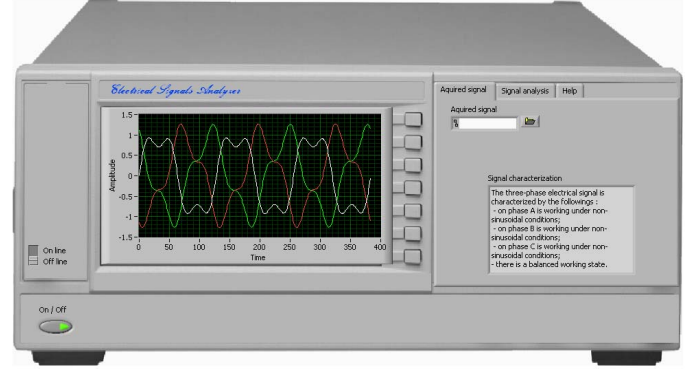 Electrical Signals Analyser
Aquired signal
Signal analysis
Help
Aquired signal
1.5
1
0.5
0
-0.5
-1
-1.5
Amplitude
0 50 100 150 200 250 300 350 400
Time
Signal characterization
The three-phase electrical signal is
characterized by the followings :
- on phase A is working under non-
sinusoidal conditions;
- on phase B is working under non-
sinusoidal conditions;
- on phase C is working under non-
sinusoidal conditions;
- there is a balanced working state.
On line
Off line
On / Off